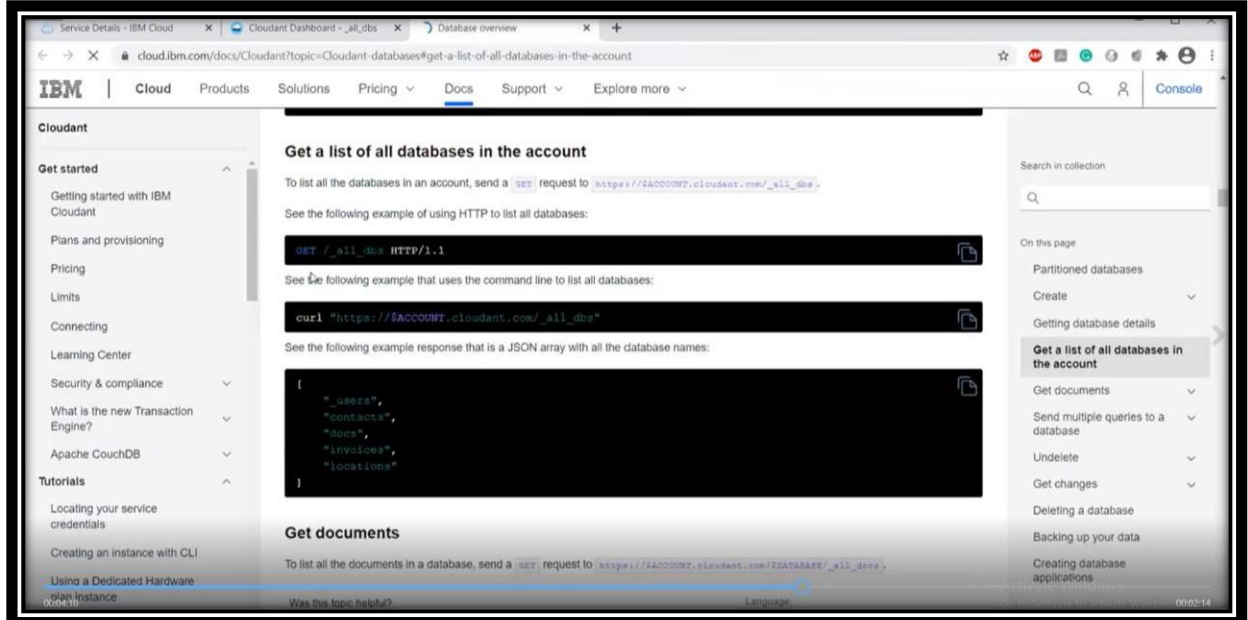 Service Details - IBM Cloud
Cloudant Dashboard - _all_dbs
Database overview
cloud.ibm.com/docs/Cloudant?topic=Cloudant-databases#get-a-list-of-all-databases-in-the-account
IBM
Cloud
Products
Solutions
Pricing
Docs
Support
Explore more
Console
Cloudant
Get started
Getting started with IBM
Cloudant
Plans and provisioning
Pricing
Limits
Connecting
Learning Center
Security & compliance
What is the new Transaction
Engine?
Apache CouchDB
Tutorials
Locating your service
credentials
Creating an instance with CLI
Using a Dedicated Hardware
plan instance
00:04:10
Get a list of all databases in the account
To list all the databases in an account, send a GET request to https://$ACCOUNT.cloudant.com/_all_dbs.
See the following example of using HTTP to list all databases:
GET /_all_dbs HTTP/1.1
See the following example that uses the command line to list all databases:
curl "https://$ACCOUNT.cloudant.com/_all_dbs"
See the following example response that is a JSON array with all the database names:
[
"_users",
"contacts",
"docs",
"invoices",
"locations"
]
Get documents
To list all the documents in a database, send a GET request to https://$ACCOUNT.cloudant.com/$DATABASE/_all_docs.
Was this topic helpful?
Language
Search in collection
On this page
Partitioned databases
Create
Getting database details
Get a list of all databases in
the account
Get documents
Send multiple queries to a
database
Undelete
Get changes
Deleting a database
Backing up your data
Creating database
applications
00:02:14